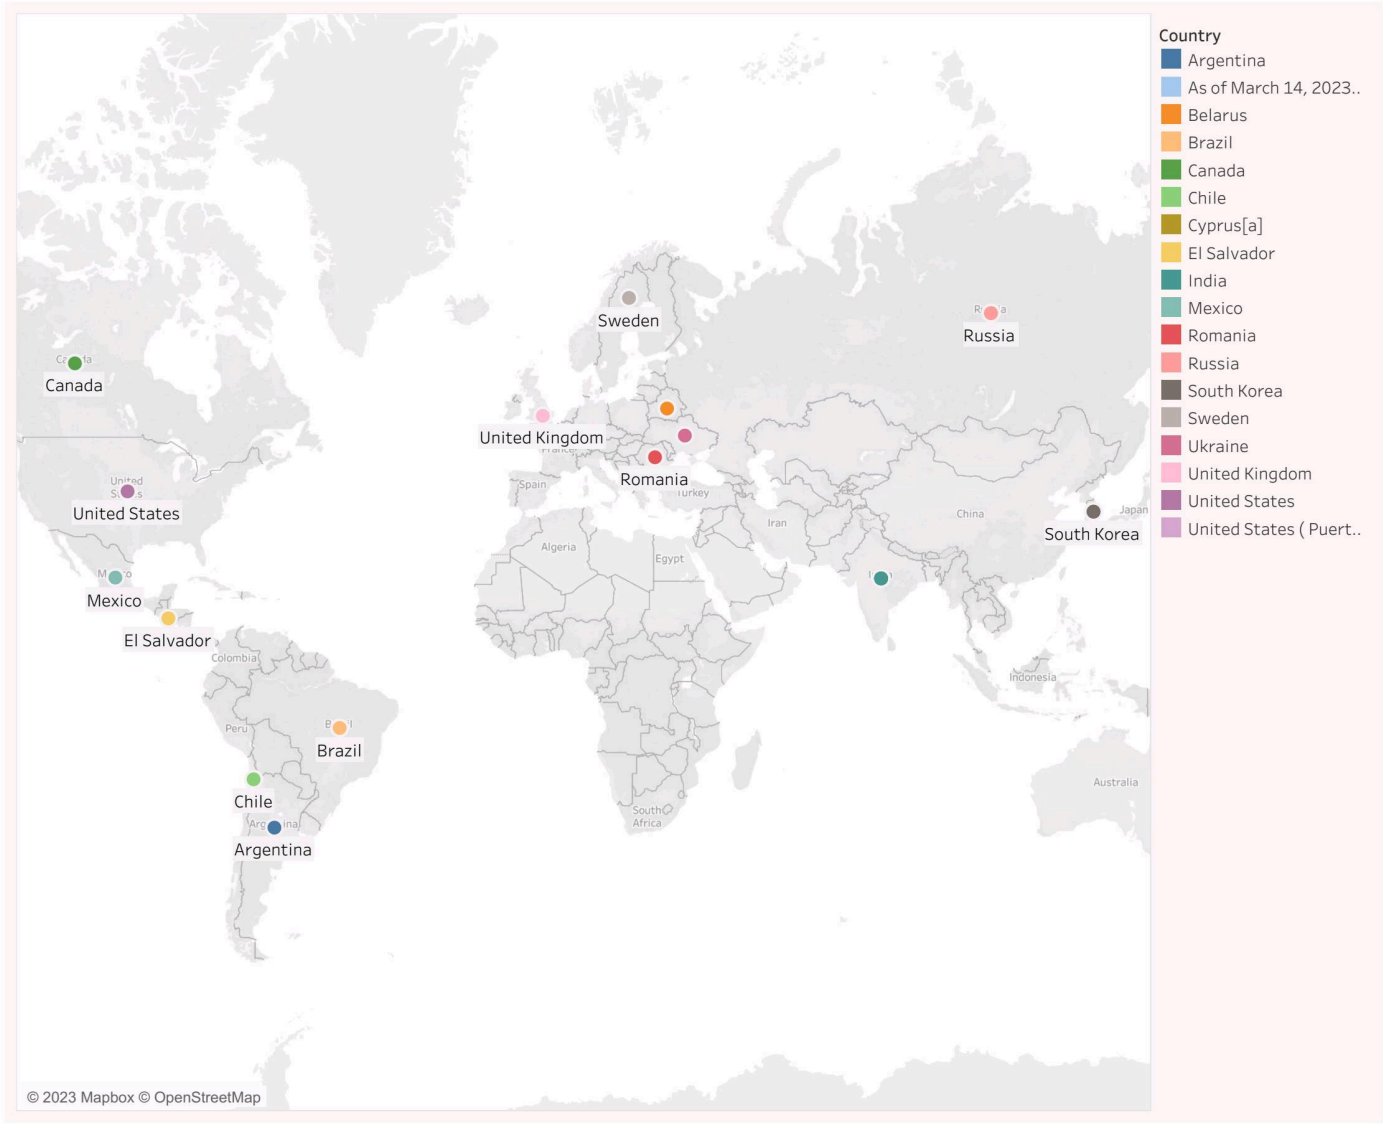 Country
Argentina
As of March 14, 2023..
Belarus
Brazil
Canada
Chile
Cyprus[a]
El Salvador
India
Mexico
Romania
Russia
South Korea
Sweden
Ukraine
United Kingdom
United States
United States ( Puert..
Sweden
Russia
Canada
United Kingdom
France
Romania
Spain
Turkey
United
United States
China
Japan
Iran
South Korea
Algeria
Egypt
Mexico
El Salvador
Colombia
Indonesia
Peru
Brazil
Australia
Chile
South
Africa
Argentina
© 2023 Mapbox © OpenStreetMap